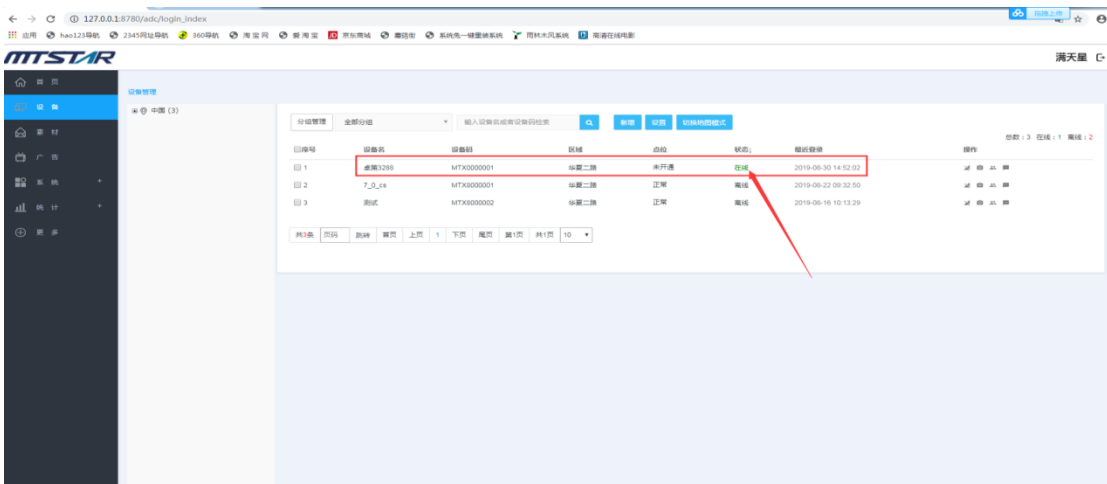 127.0.0.1:8780/adc/login_index
拖拽上传
应用 hao123导航 2345网址导航 360导航 淘宝网 爱淘宝 JD 京东商城 蘑菇街 系统兔一键重装系统 雨林木风系统 高清在线电影
MTSTAR
满天星
首页
设备
素材
广告
系统 +
统计 +
更多
设备管理
中国 (3)
分组管理 全部分组 输入设备名或者设备码检索 新增 设置 切换地图模式
总数:3 在线:1 离线:2
序号 设备名 设备码 区域 点位 状态↓ 最近登录 操作
1 桌第3288 MTX0000001 华夏二路 未开通 在线 2019-06-30 14:52:02
2 7_0_cs MTX8000001 华夏二路 正常 离线 2019-06-22 09:32:50
3 测试 MTX9000002 华夏二路 正常 离线 2019-06-16 10:13:29
共3条 页码 跳转 首页 上页 1 下页 尾页 第1页 共1页 10